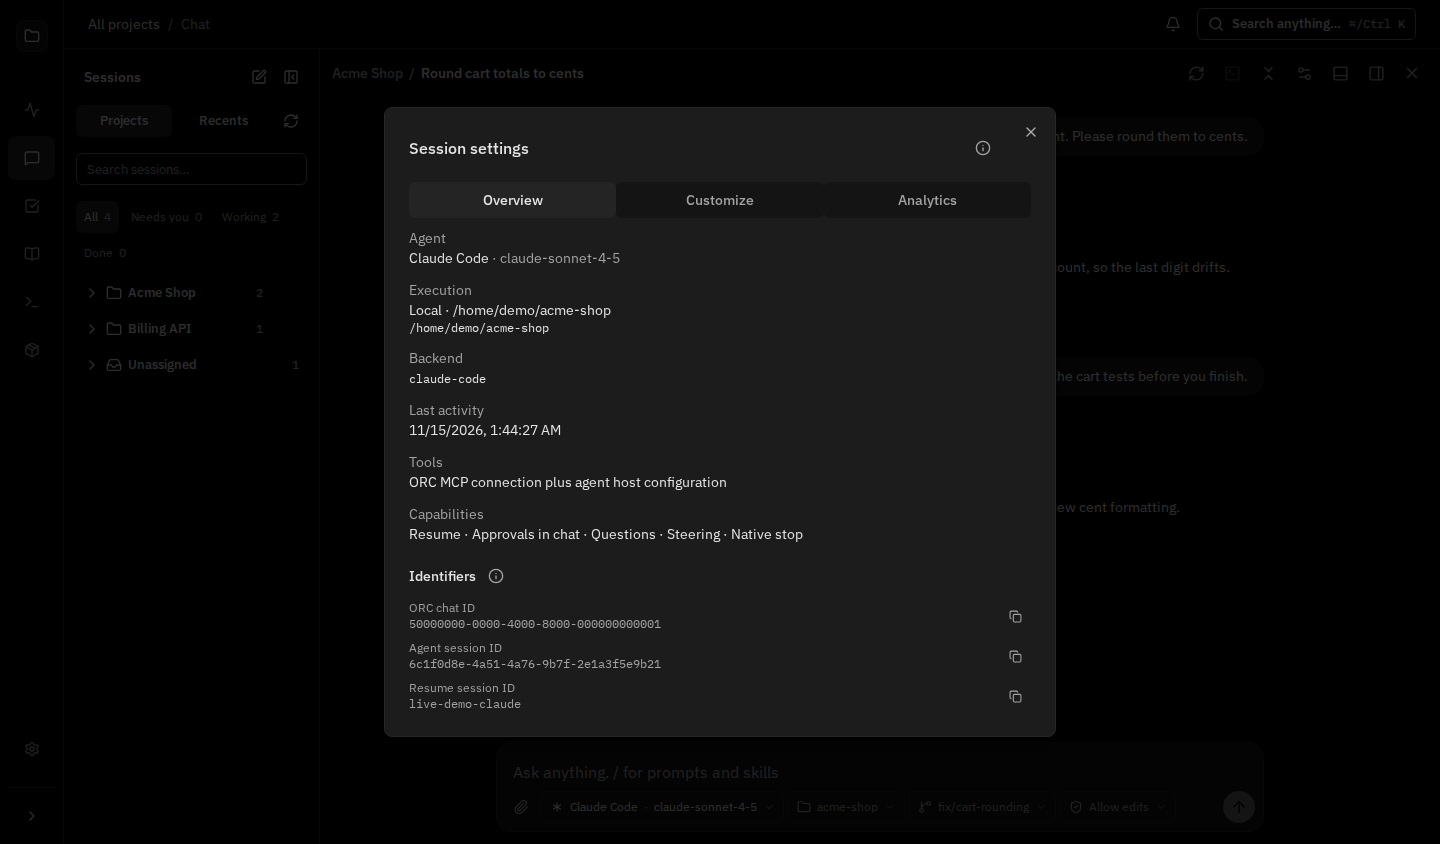 All projects / Chat
Search anything... ⌘/Ctrl K
Sessions
Projects
Recents
Search sessions...
All 4
Needs you 0
Working 2
Done 0
Acme Shop 2
Billing API 1
Unassigned 1
Acme Shop / Round cart totals to cents
nt. Please round them to cents.
ount, so the last digit drifts.
he cart tests before you finish.
ew cent formatting.
Session settings
Overview
Customize
Analytics
Agent
Claude Code · claude-sonnet-4-5
Execution
Local · /home/demo/acme-shop
/home/demo/acme-shop
Backend
claude-code
Last activity
11/15/2026, 1:44:27 AM
Tools
ORC MCP connection plus agent host configuration
Capabilities
Resume · Approvals in chat · Questions · Steering · Native stop
Identifiers
ORC chat ID
50000000-0000-4000-8000-000000000001
Agent session ID
6c1f0d8e-4a51-4a76-9b7f-2e1a3f5e9b21
Resume session ID
live-demo-claude
Ask anything. / for prompts and skills
Claude Code · claude-sonnet-4-5
acme-shop
fix/cart-rounding
Allow edits